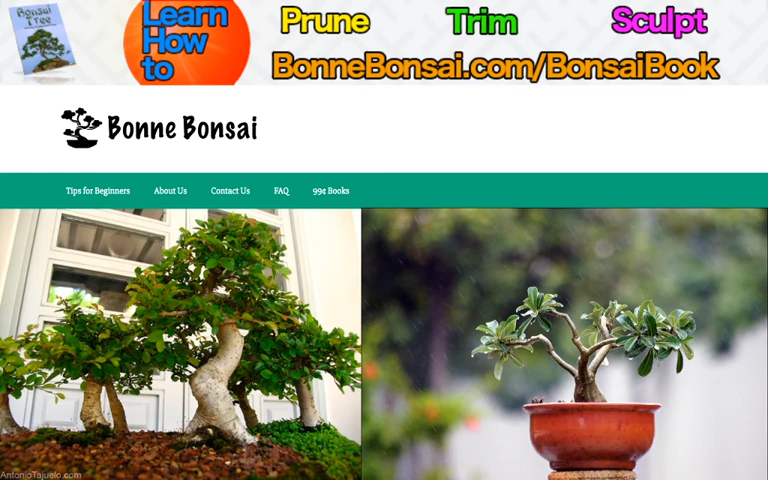 Bonsai
Tree
Learn
How
to
Prune Trim Sculpt
BonneBonsai.com/BonsaiBook
Bonne Bonsai
Tips for Beginners About Us Contact Us FAQ 99¢ Books
AntonioTajuelo.com